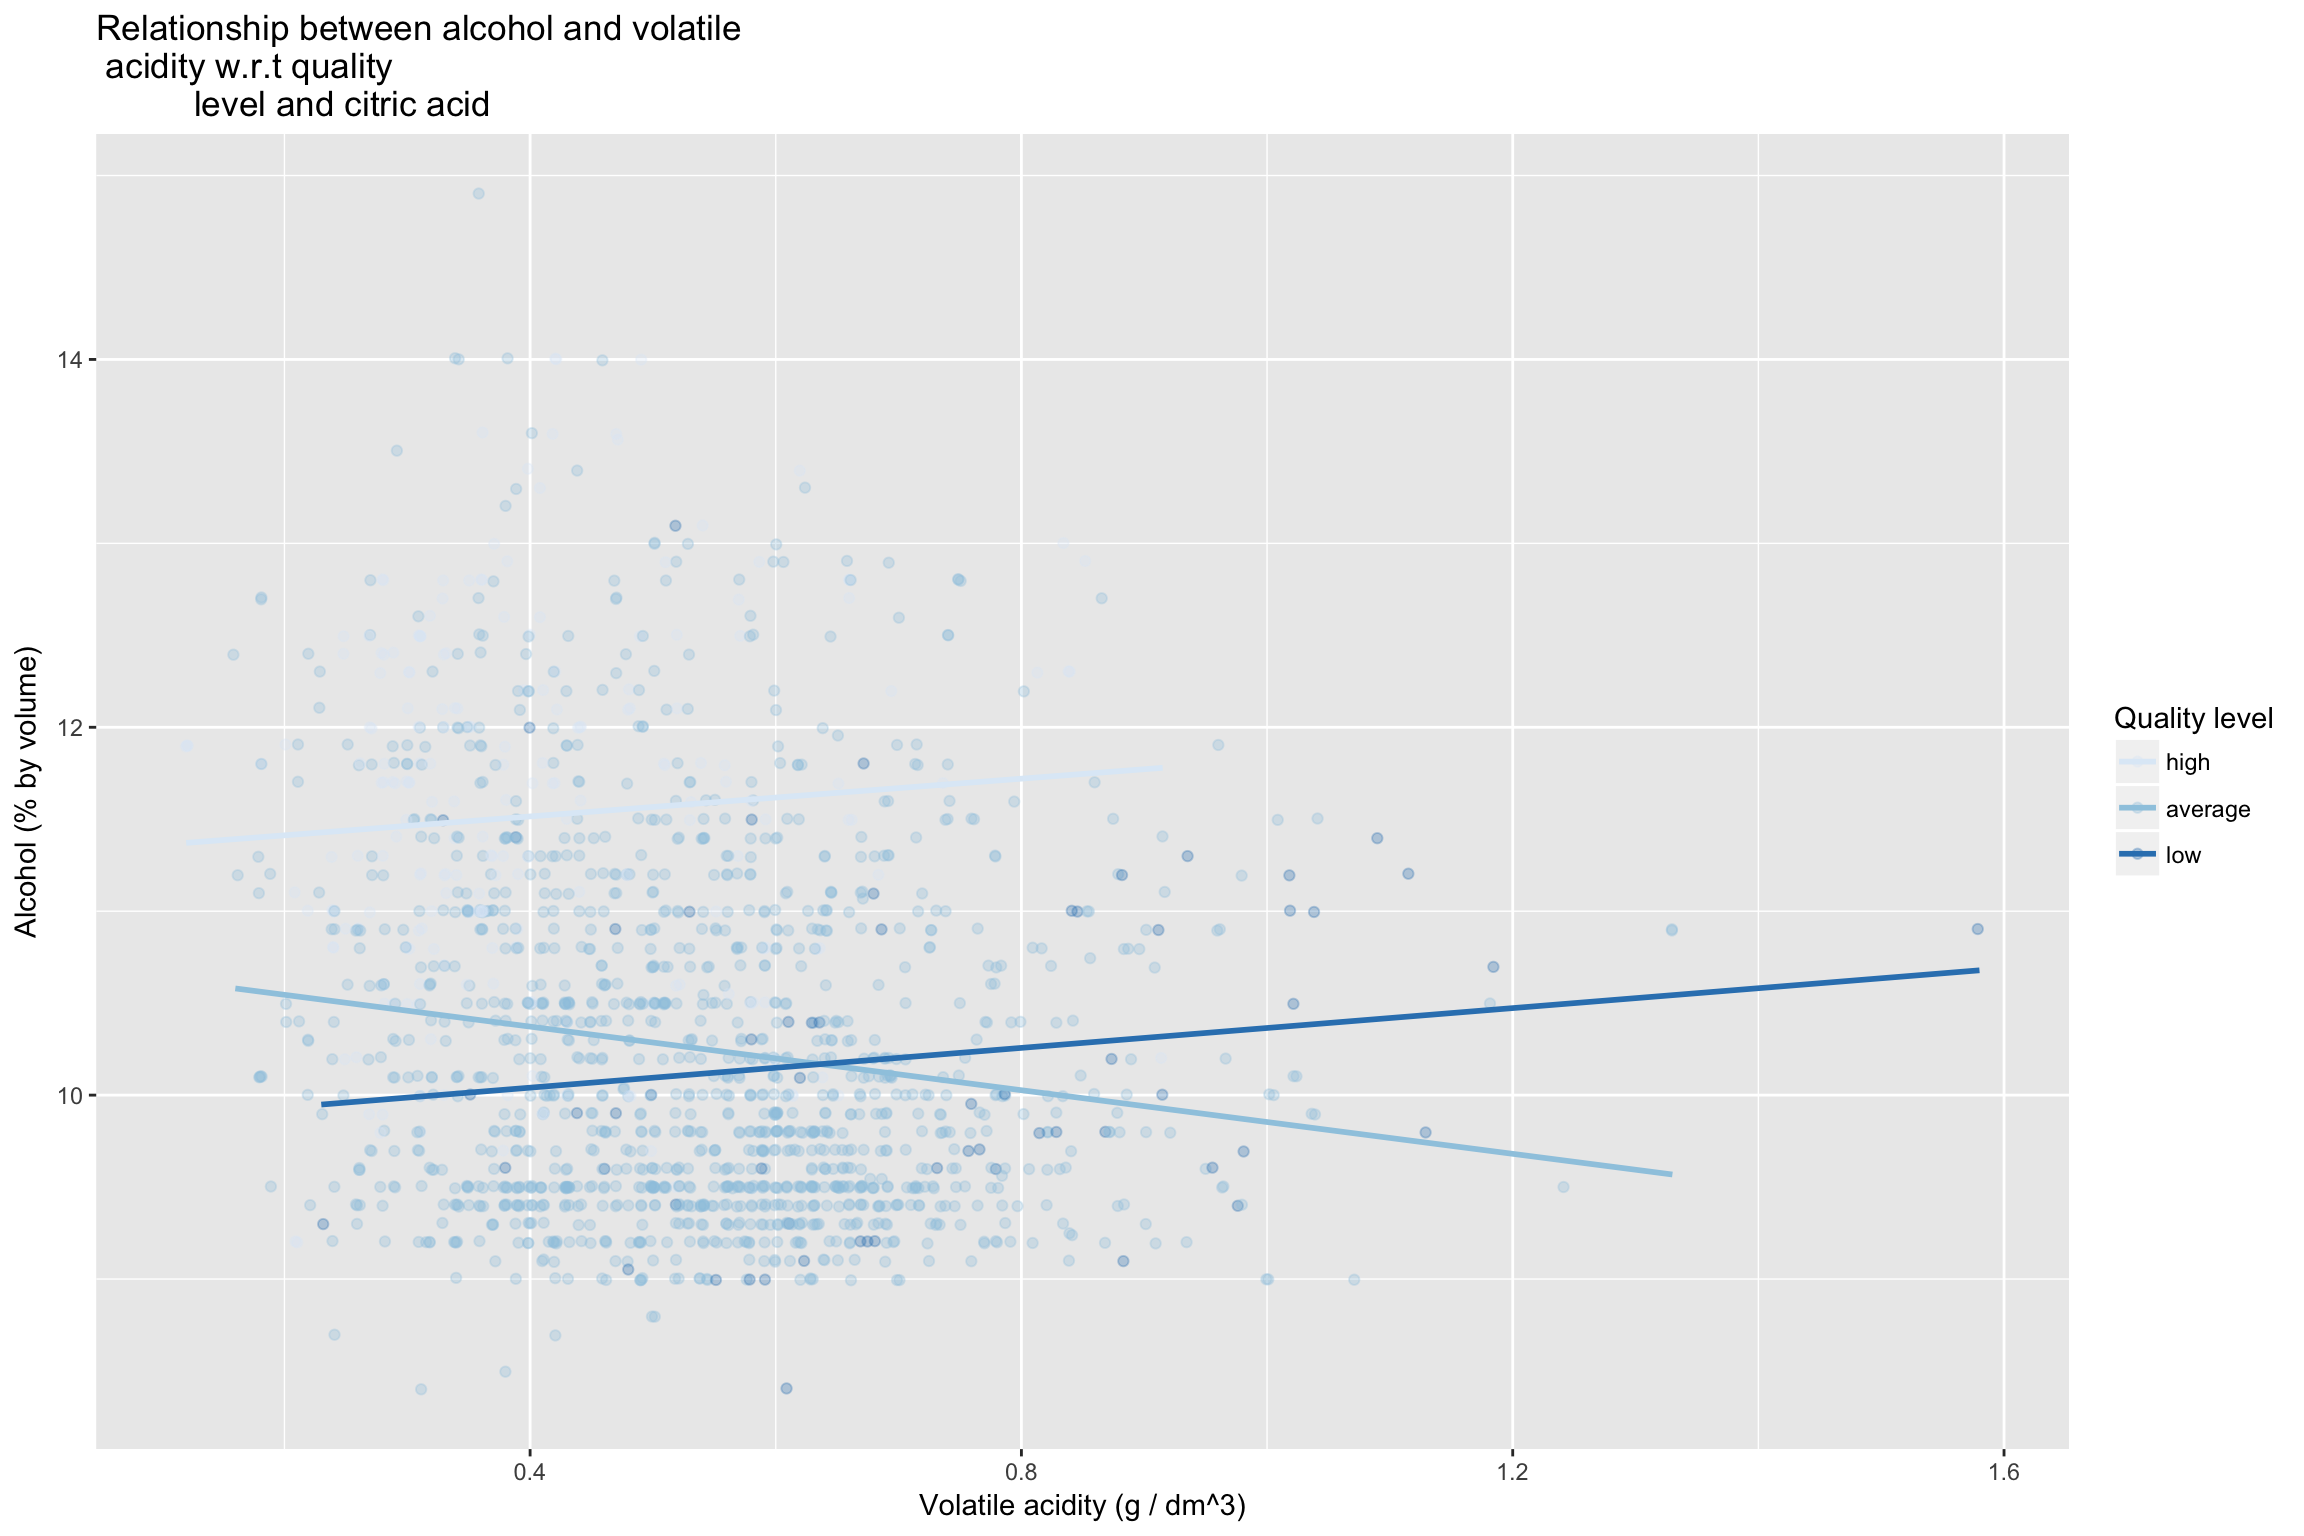 Relationship between alcohol and volatile
acidity w.r.t quality
level and citric acid
Alcohol (% by volume)
14
12
10
0.4
0.8
1.2
1.6
Volatile acidity (g / dm^3)
Quality level
high
average
low